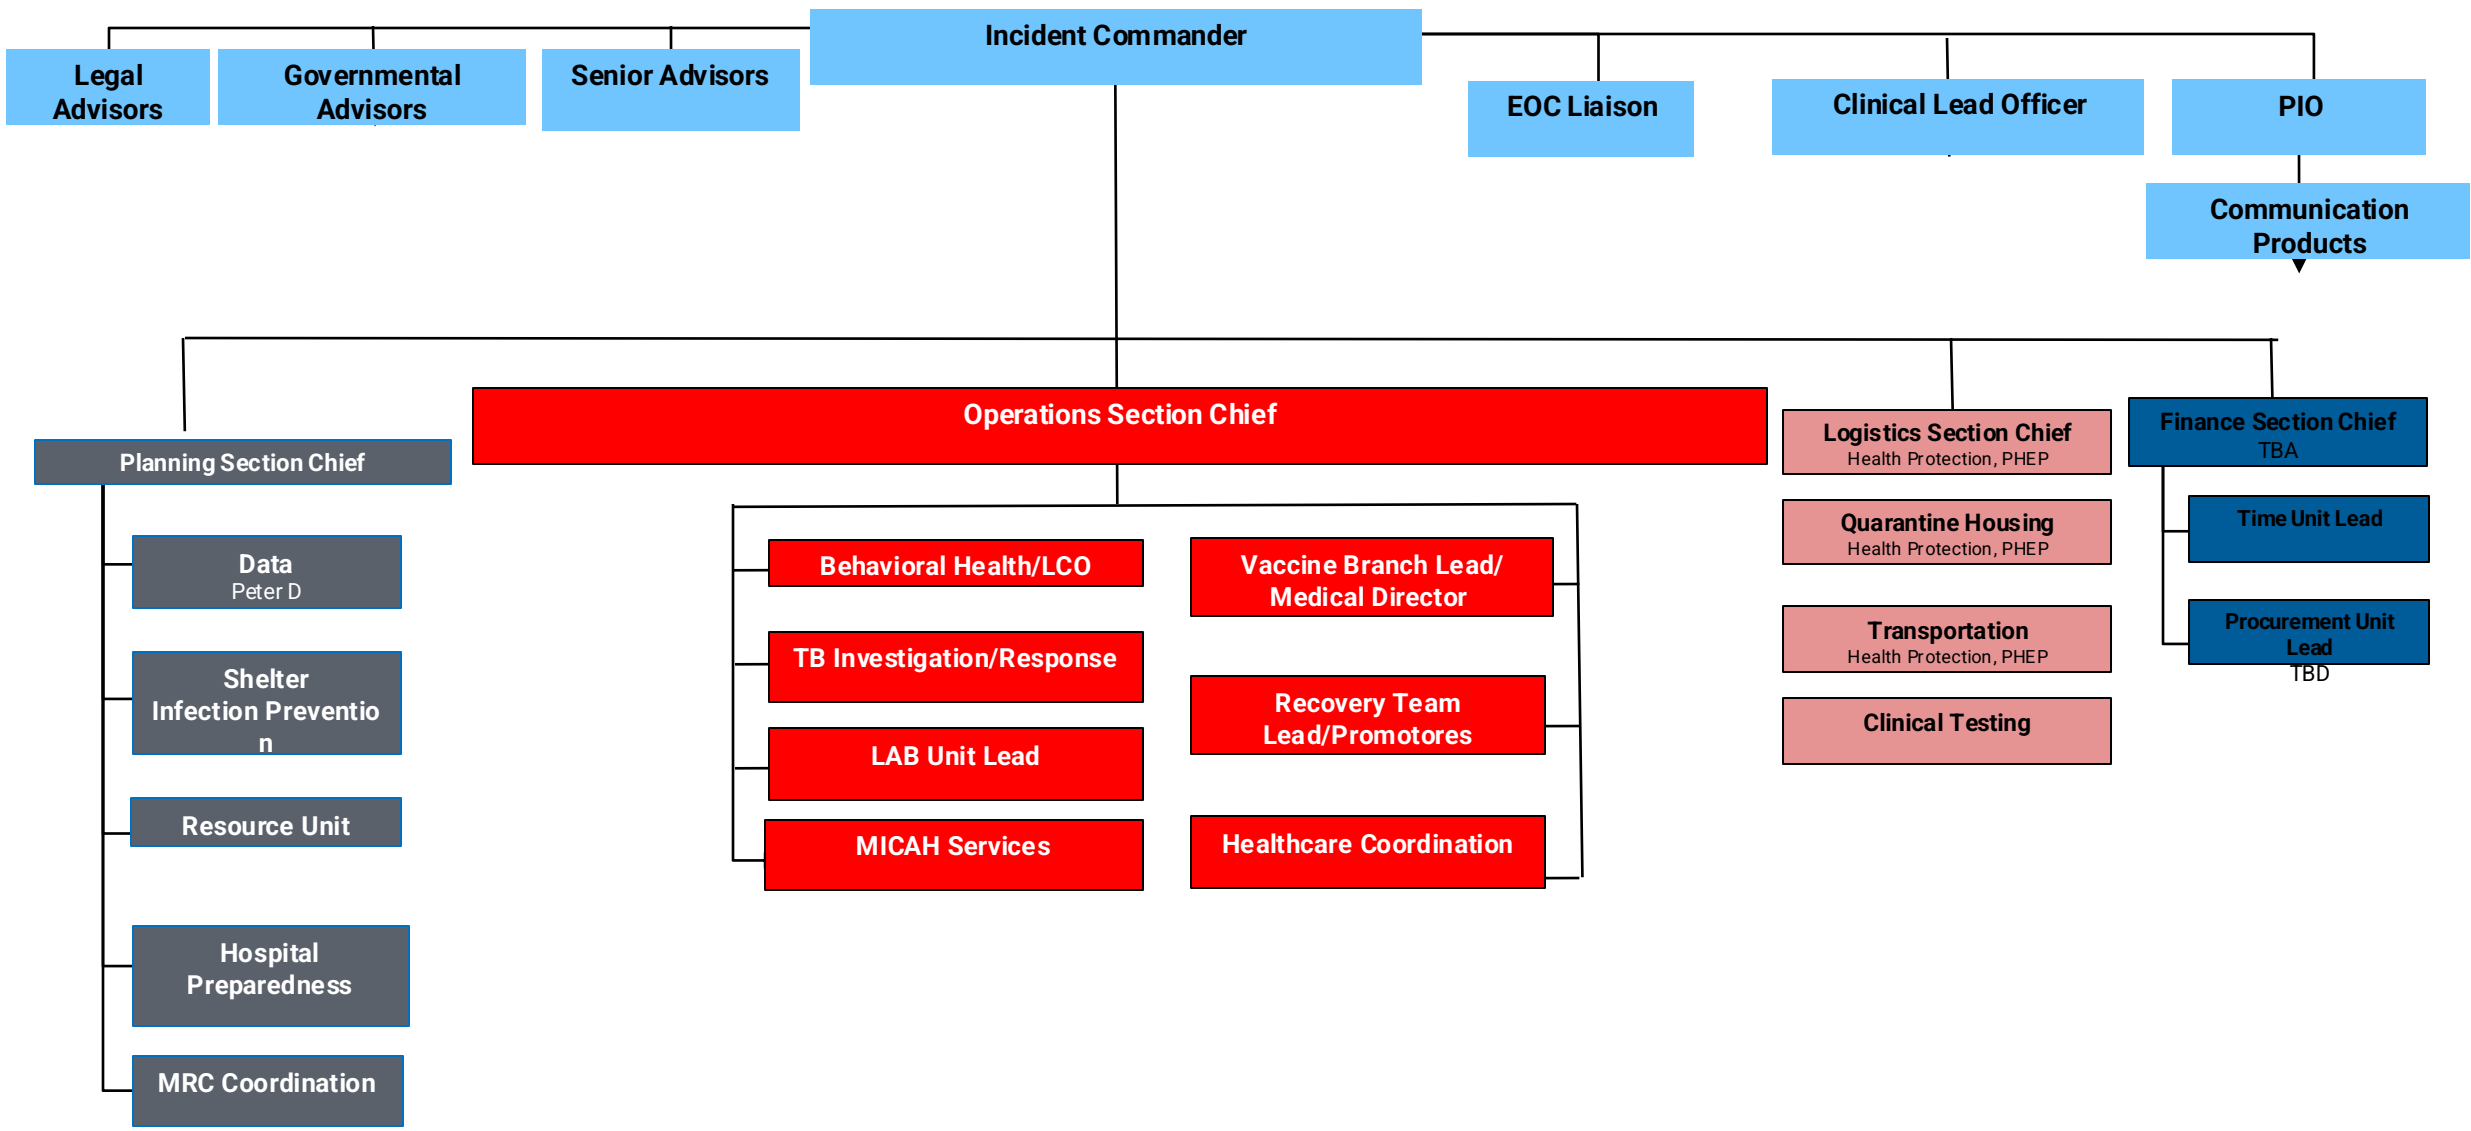 Incident Commander
Legal
Advisors
Governmental
Advisors
Senior Advisors
EOC Liaison
Clinical Lead Officer
PIO
Communication
Products
Operations Section Chief
Planning Section Chief
Data
Peter D
Shelter
Infection Preventio
n
Resource Unit
Hospital
Preparedness
MRC Coordination
Behavioral Health/LCO
TB Investigation/Response
LAB Unit Lead
MICAH Services
Vaccine Branch Lead/
Medical Director
Recovery Team
Lead/Promotores
Healthcare Coordination
Logistics Section Chief
Health Protection, PHEP
Quarantine Housing
Health Protection, PHEP
Transportation
Health Protection, PHEP
Clinical Testing
Finance Section Chief
TBA
Time Unit Lead
Procurement Unit
Lead
TBD